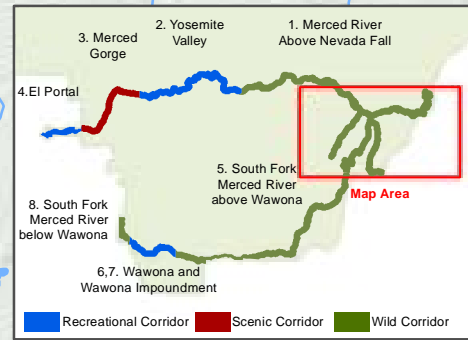 1. Merced River
Above Nevada Fall
2. Yosemite
Valley
3. Merced
Gorge
4.El Portal
5. South Fork
Merced River
above Wawona
Map Area
8. South Fork
Merced River
below Wawona
6,7. Wawona and
Wawona Impoundment
Recreational Corridor
Scenic Corridor
Wild Corridor